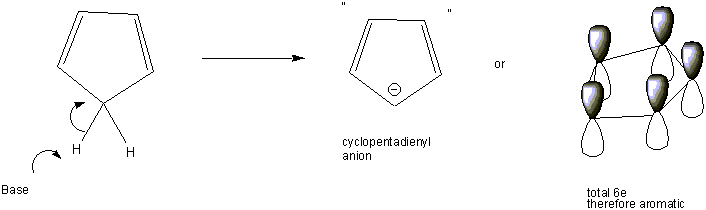 " "
or
H H
cyclopentadienyl
anion
Base
total 6e
therefore aromatic